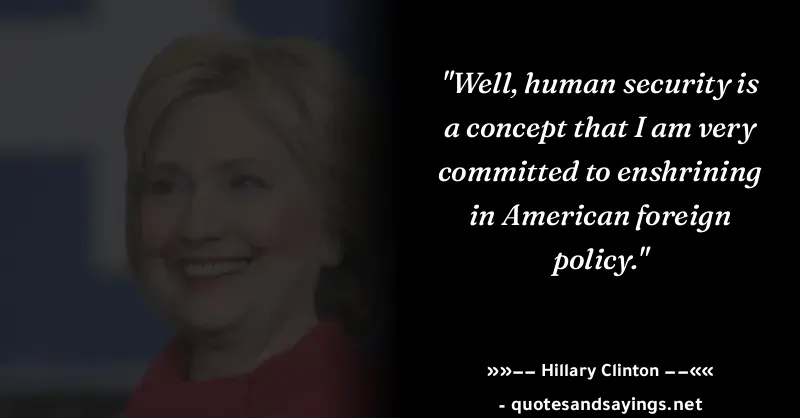 "Well, human security is
a concept that I am very
committed to enshrining
in American foreign
policy."
»»–– Hillary Clinton ––««
- quotesandsayings.net